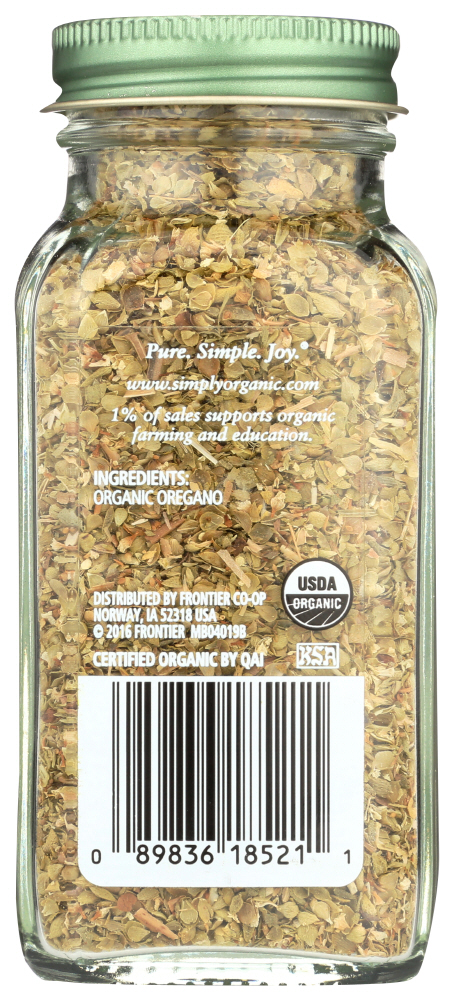 Pure. Simple. Joy.®
www.simplyorganic.com
1% of sales supports organic
farming and education.
INGREDIENTS:
ORGANIC OREGANO
DISTRIBUTED BY FRONTIER CO-OP
NORWAY, IA 52318 USA
© 2016 FRONTIER MB04019B
USDA
ORGANIC
CERTIFIED ORGANIC BY QAI
KSA
0 89836 18521 1